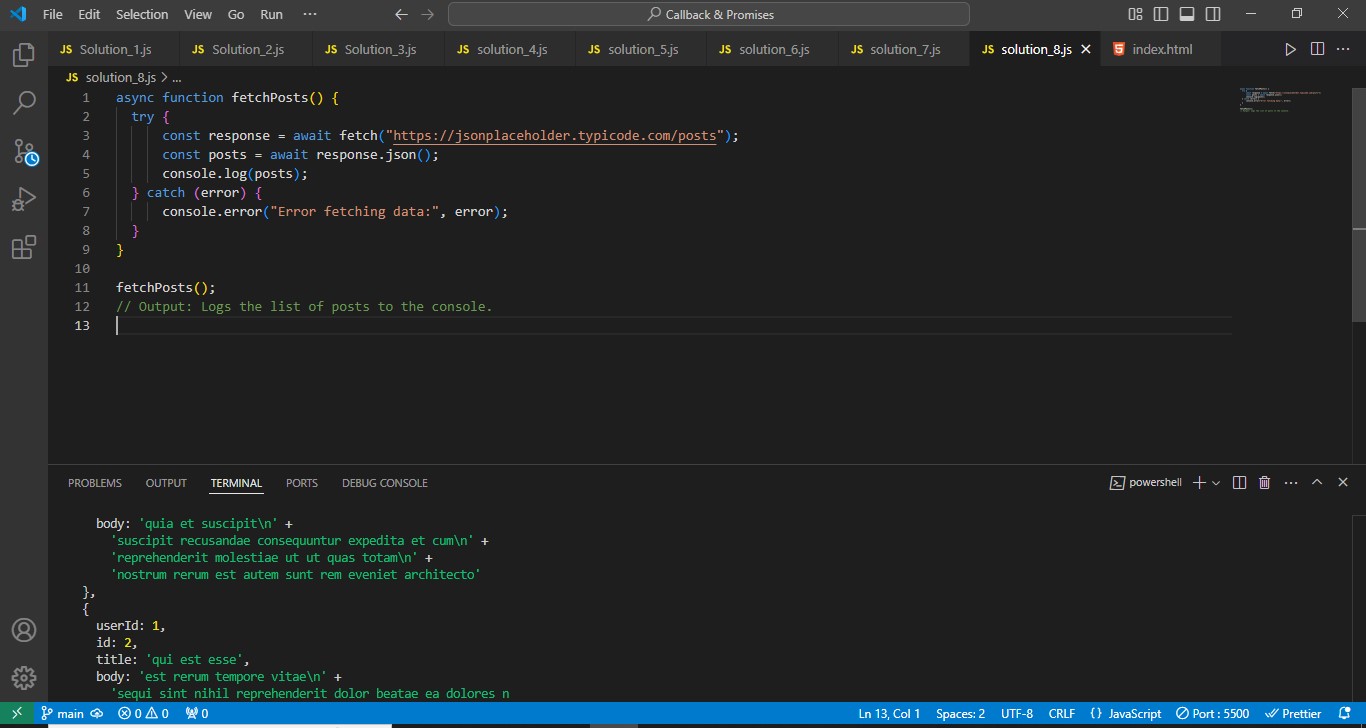 File Edit Selection View Go Run ···
Callback & Promises
JS Solution_1.js
JS Solution_2.js
JS Solution_3.js
JS solution_4.js
JS solution_5.js
JS solution_6.js
JS solution_7.js
JS solution_8.js
index.html
JS solution_8.js > ...
1 async function fetchPosts() {
2 try {
3 const response = await fetch("https://jsonplaceholder.typicode.com/posts");
4 const posts = await response.json();
5 console.log(posts);
6 } catch (error) {
7 console.error("Error fetching data:", error);
8 }
9 }
10
11 fetchPosts();
12 // Output: Logs the list of posts to the console.
13
PROBLEMS OUTPUT TERMINAL PORTS DEBUG CONSOLE
powershell
body: 'quia et suscipit\n' +
'suscipit recusandae consequuntur expedita et cum\n' +
'reprehenderit molestiae ut ut quas totam\n' +
'nostrum rerum est autem sunt rem eveniet architecto'
},
{
userId: 1,
id: 2,
title: 'qui est esse',
body: 'est rerum tempore vitae\n' +
'sequi sint nihil reprehenderit dolor beatae ea dolores n
main 0 0 0 Ln 13, Col 1 Spaces: 2 UTF-8 CRLF {} JavaScript Port : 5500 Prettier